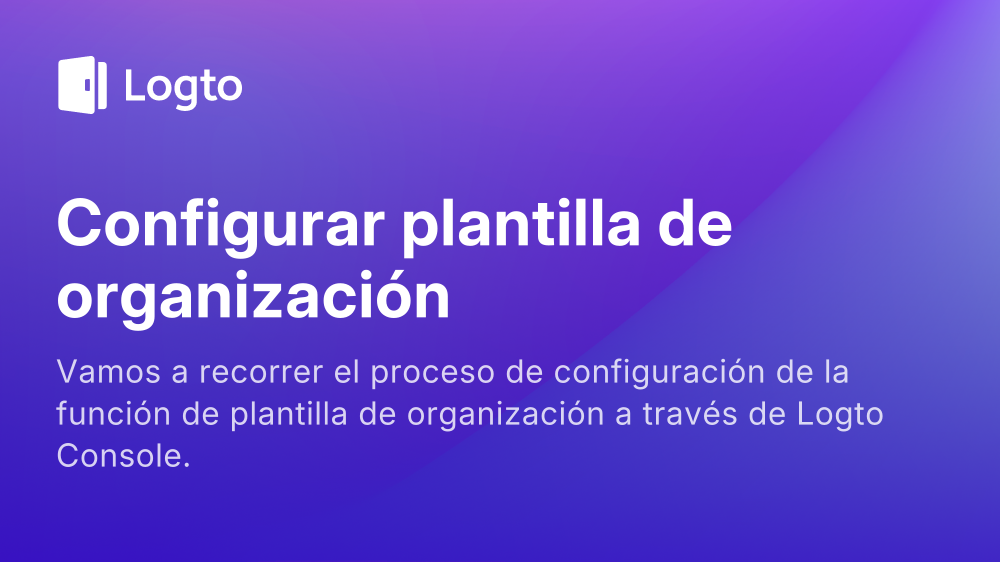 Logto
Configurar plantilla de
organización
Vamos a recorrer el proceso de configuración de la
función de plantilla de organización a través de Logto
Console.